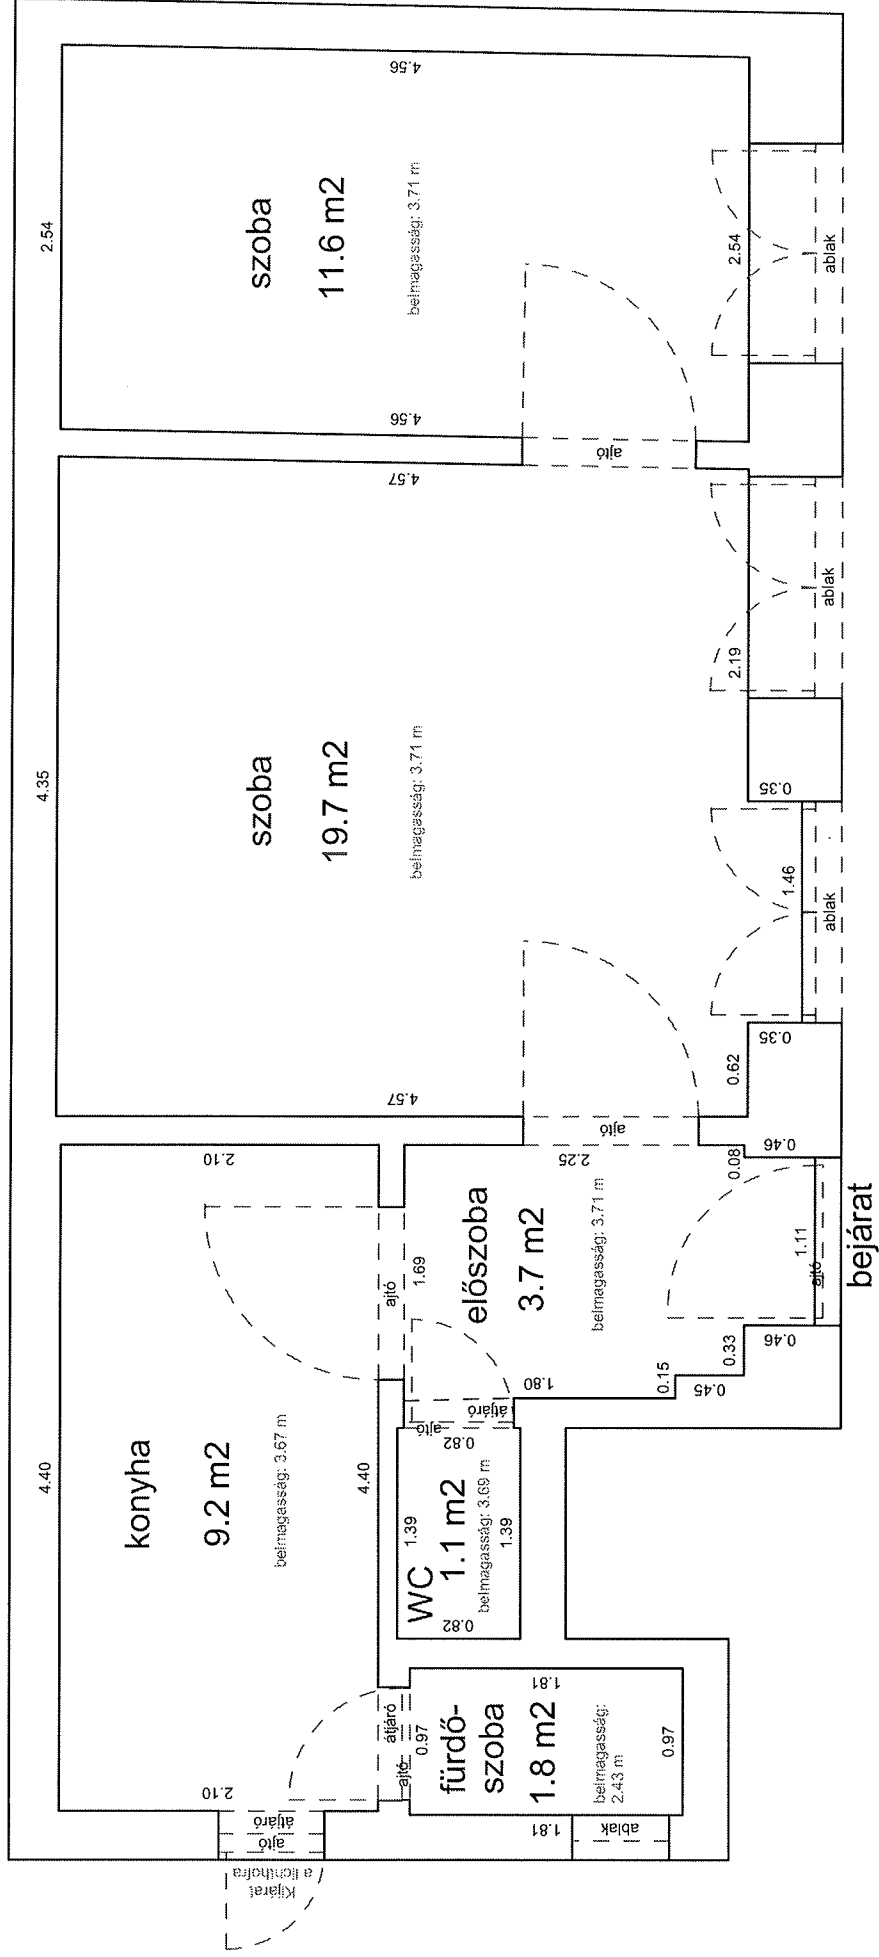 konyha
9.2 m2
belmagasság: 3.67 m
4.40
4.40
2.10
2.10
ajtó
átjáró
Kijárat
a lichthofra
átjáró
ajtó
fürdő-
szoba
1.8 m2
belmagasság:
2.43 m
0.97
0.97
1.81
1.81
ablak
WC
1.1 m2
belmagasság: 3.69 m
1.39
1.39
0.82
0.82
ajtó
átjáró
előszoba
3.7 m2
belmagasság: 3.71 m
ajtó
1.69
2.25
1.80
0.15
0.45
0.33
0.46
0.08
0.46
1.11
ajtó
bejárat
ajtó
szoba
19.7 m2
belmagasság: 3.71 m
4.35
4.57
4.57
0.62
0.35
1.46
0.35
2.19
ablak
ablak
ajtó
szoba
11.6 m2
belmagasság: 3.71 m
2.54
4.56
4.56
2.54
ablak